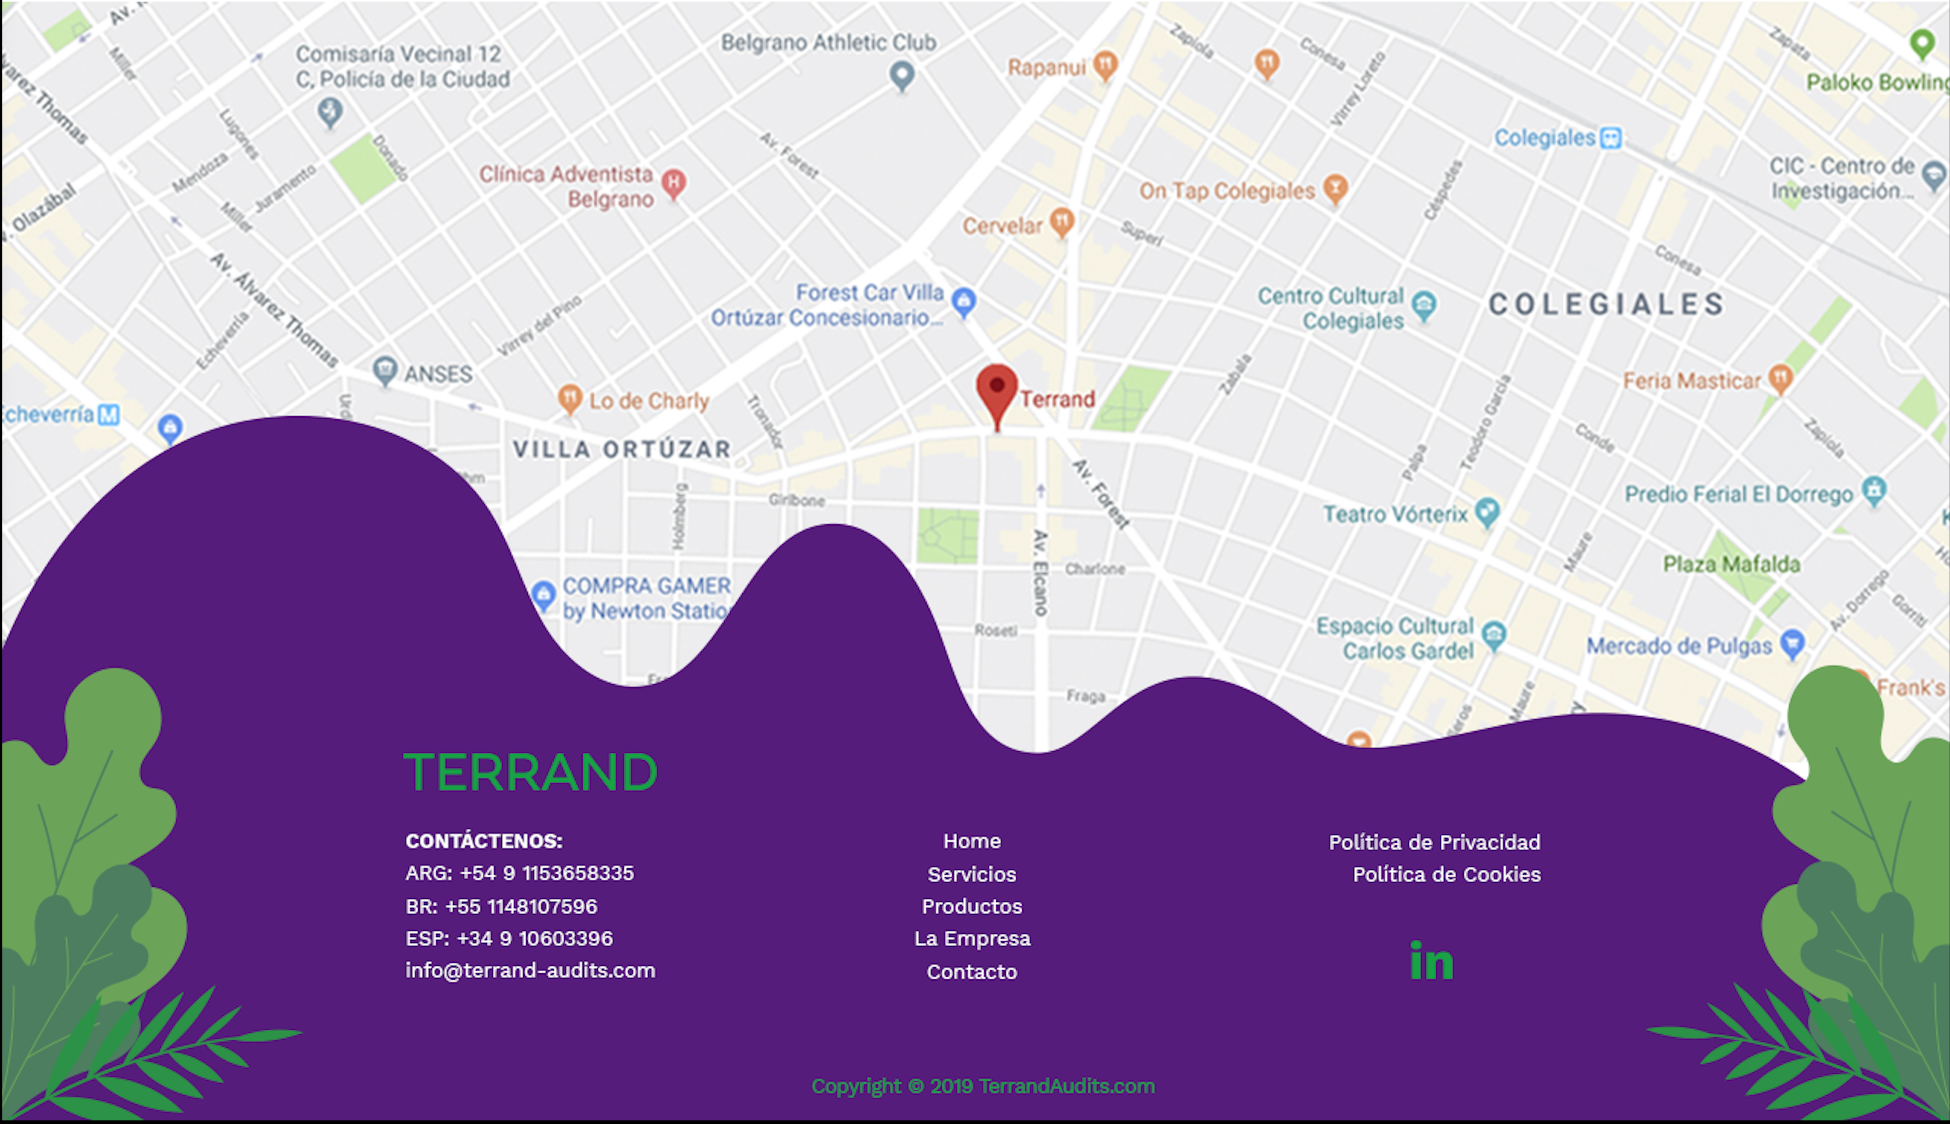 Miller
Comisaría Vecinal 12
C, Policía de la Ciudad
Belgrano Athletic Club
Rapanui
Zapiola
Conesa
Virrey Loreto
Zapata
Paloko Bowling
Lugones
Donado
Mendoza
Juramento
Miller
Clínica Adventista
Belgrano
Av. Forest
Colegiales
CIC - Centro de
Investigación...
On Tap Colegiales
Céspedes
Cervelar
Superí
Conesa
Av. Álvarez Thomas
Echeverría
Virrey del Pino
Forest Car Villa
Ortúzar Concesionario...
Centro Cultural
Colegiales
COLEGIALES
ANSES
Lo de Charly
Terrand
Zabala
Teodoro García
Feria Masticar
Echeverría M
Tronador
VILLA ORTÚZAR
Giribone
Holmberg
Av. Forest
Palpa
Conde
Zapiola
Teatro Vórterix
Predio Ferial El Dorrego
Plaza Mafalda
Maure
Av. Elcano
Charlone
COMPRA GAMER
by Newton Statio
Roseti
Fraga
Espacio Cultural
Carlos Gardel
Mercado de Pulgas
Av. Dorrego
Gorriti
Maure
Frank's
TERRAND
CONTÁCTENOS:
ARG: +54 9 1153658335
BR: +55 1148107596
ESP: +34 9 10603396
info@terrand-audits.com
Home
Servicios
Productos
La Empresa
Contacto
Política de Privacidad
Política de Cookies
in
Copyright © 2019 TerrandAudits.com